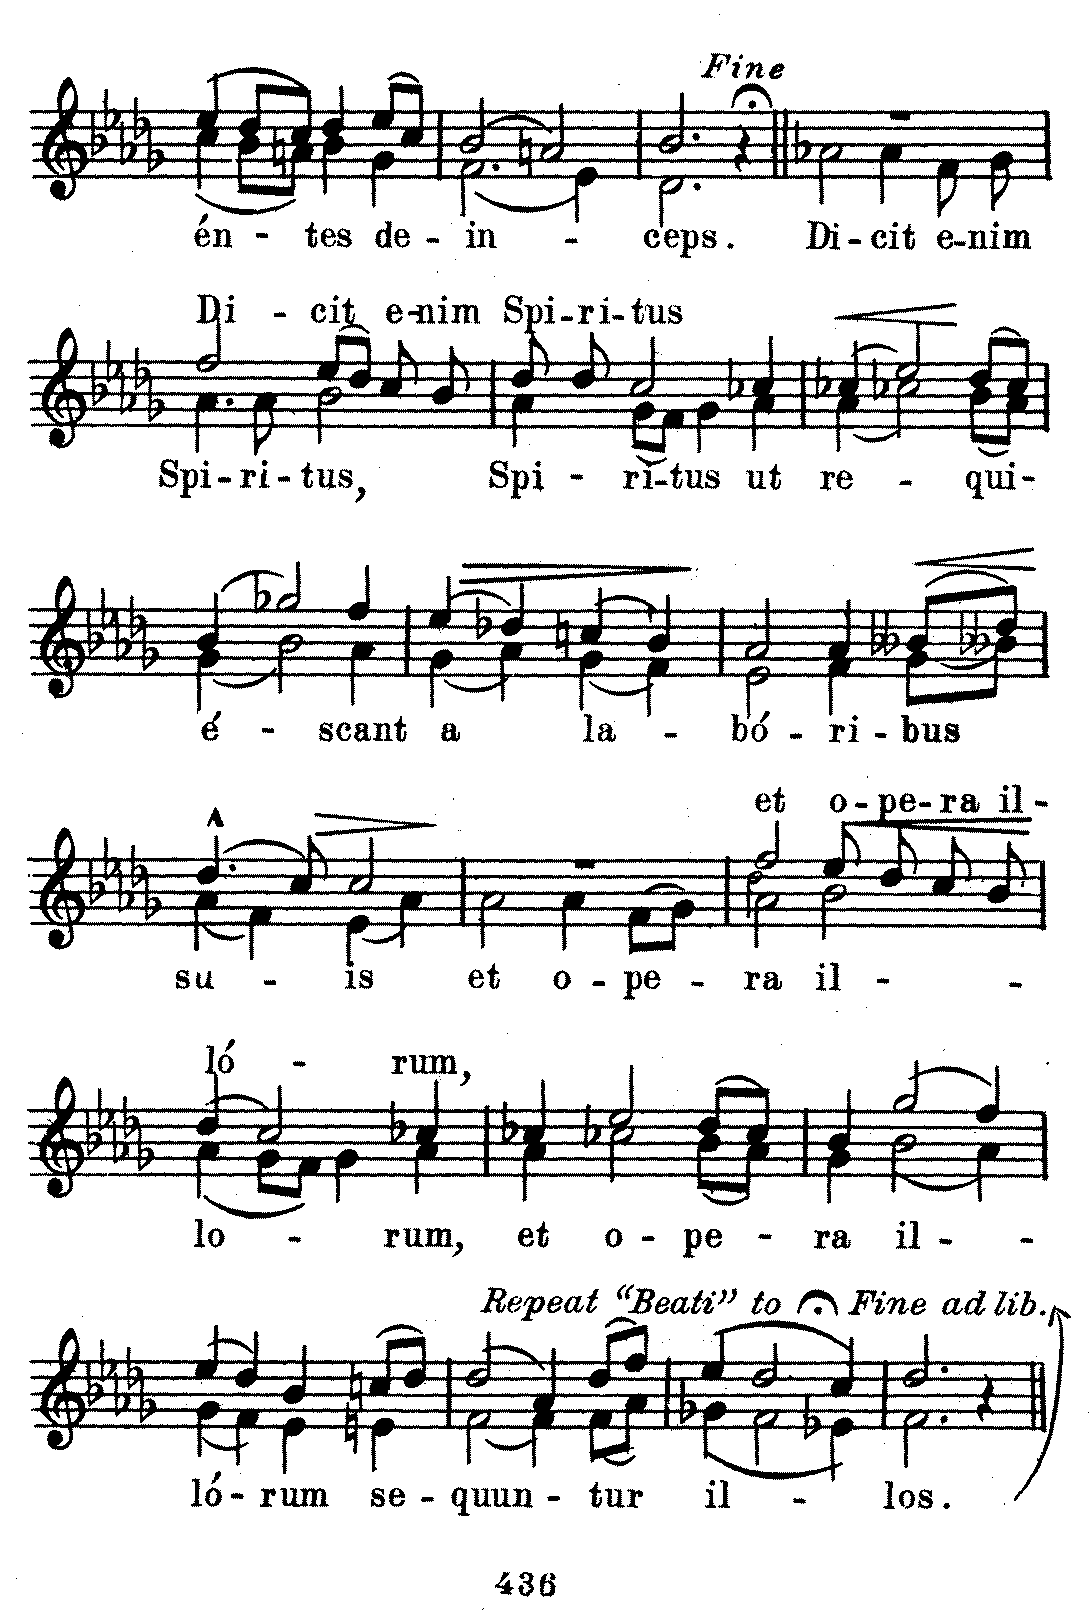 Fine
én - tes de - in - ceps. Di - cit e-nim
Di - cit e-nim Spi-ri-tus
Spi-ri-tus, Spi - ri-tus ut re - qui-
é - scant a la - bó - ri - bus
et o-pe-ra il-
su - is et o - pe - ra il - -
ló - rum,
lo - rum, et o - pe - ra il - -
Repeat "Beati" to Fine ad lib.
ló - rum se - quun - tur il - los.
436